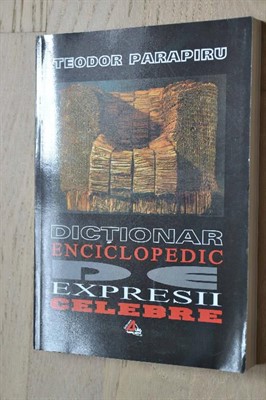 TEODOR PARAPIRU
DICȚIONAR
ENCICLOPEDIC
DE
EXPRESII
CELEBRE